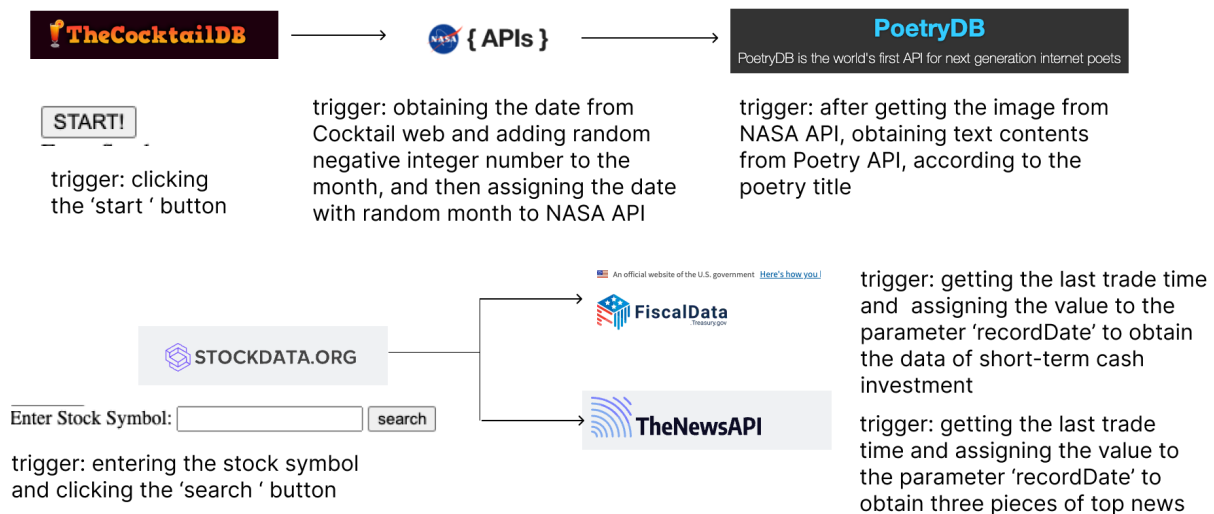 TheCocktailDB
NASA { APIs }
PoetryDB
PoetryDB is the world's first API for next generation internet poets
START!
trigger: clicking
the ‘start ‘ button
trigger: obtaining the date from
Cocktail web and adding random
negative integer number to the
month, and then assigning the date
with random month to NASA API
trigger: after getting the image from
NASA API, obtaining text contents
from Poetry API, according to the
poetry title
STOCKDATA.ORG
Enter Stock Symbol: search
trigger: entering the stock symbol
and clicking the ‘search ‘ button
An official website of the U.S. government Here's how you
FiscalData
.Treasury.gov
TheNewsAPI
trigger: getting the last trade time
and assigning the value to the
parameter ‘recordDate’ to obtain
the data of short-term cash
investment
trigger: getting the last trade
time and assigning the value to
the parameter ‘recordDate’ to
obtain three pieces of top news